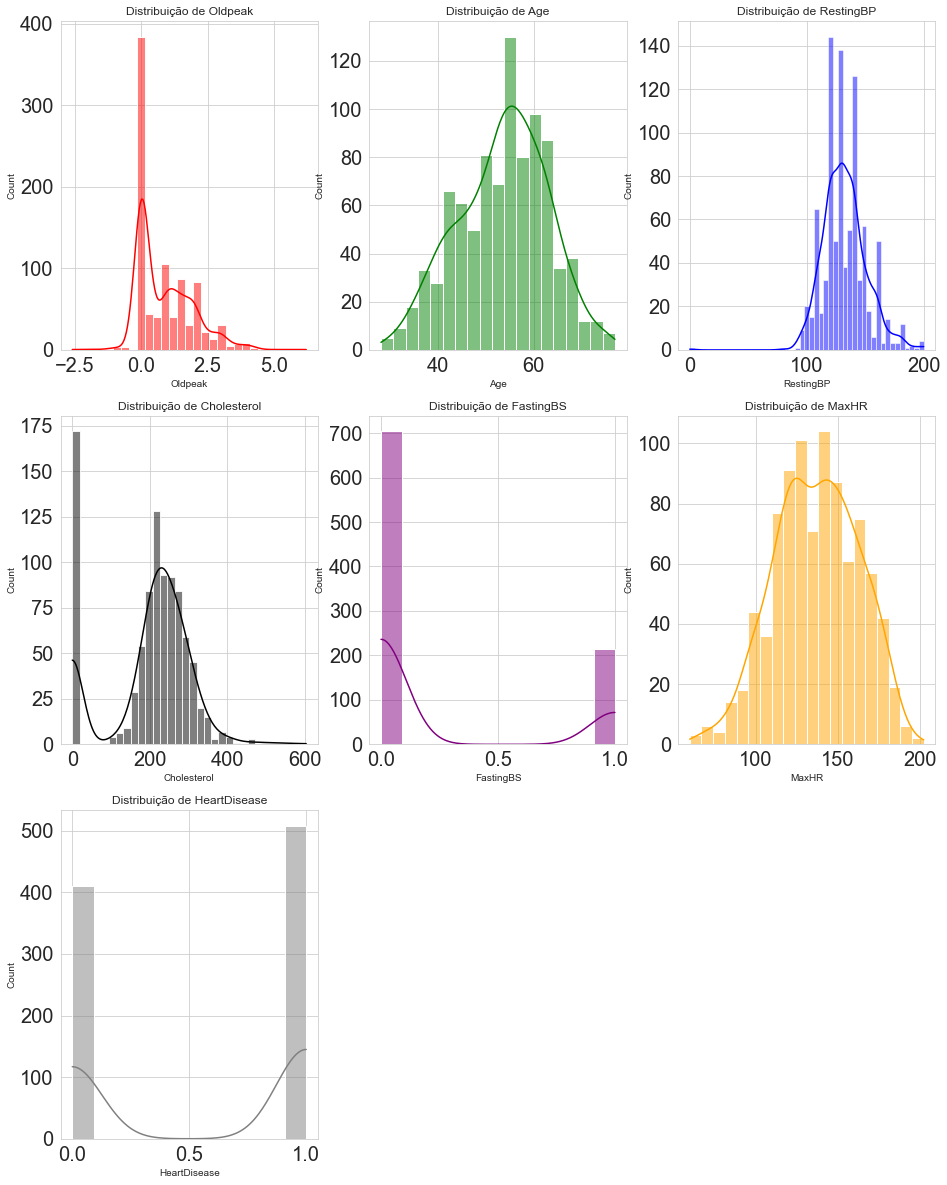 Distribuição de Oldpeak
400
300
200
100
0
Count
−2.5 0.0 2.5 5.0
Oldpeak
Distribuição de Age
120
100
80
60
40
20
0
Count
40 60
Age
Distribuição de RestingBP
140
120
100
80
60
40
20
0
Count
0 100 200
RestingBP
Distribuição de Cholesterol
175
150
125
100
75
50
25
0
Count
0 200 400 600
Cholesterol
Distribuição de FastingBS
700
600
500
400
300
200
100
0
Count
0.0 0.5 1.0
FastingBS
Distribuição de MaxHR
100
80
60
40
20
0
Count
100 150 200
MaxHR
Distribuição de HeartDisease
500
400
300
200
100
0
Count
0.0 0.5 1.0
HeartDisease